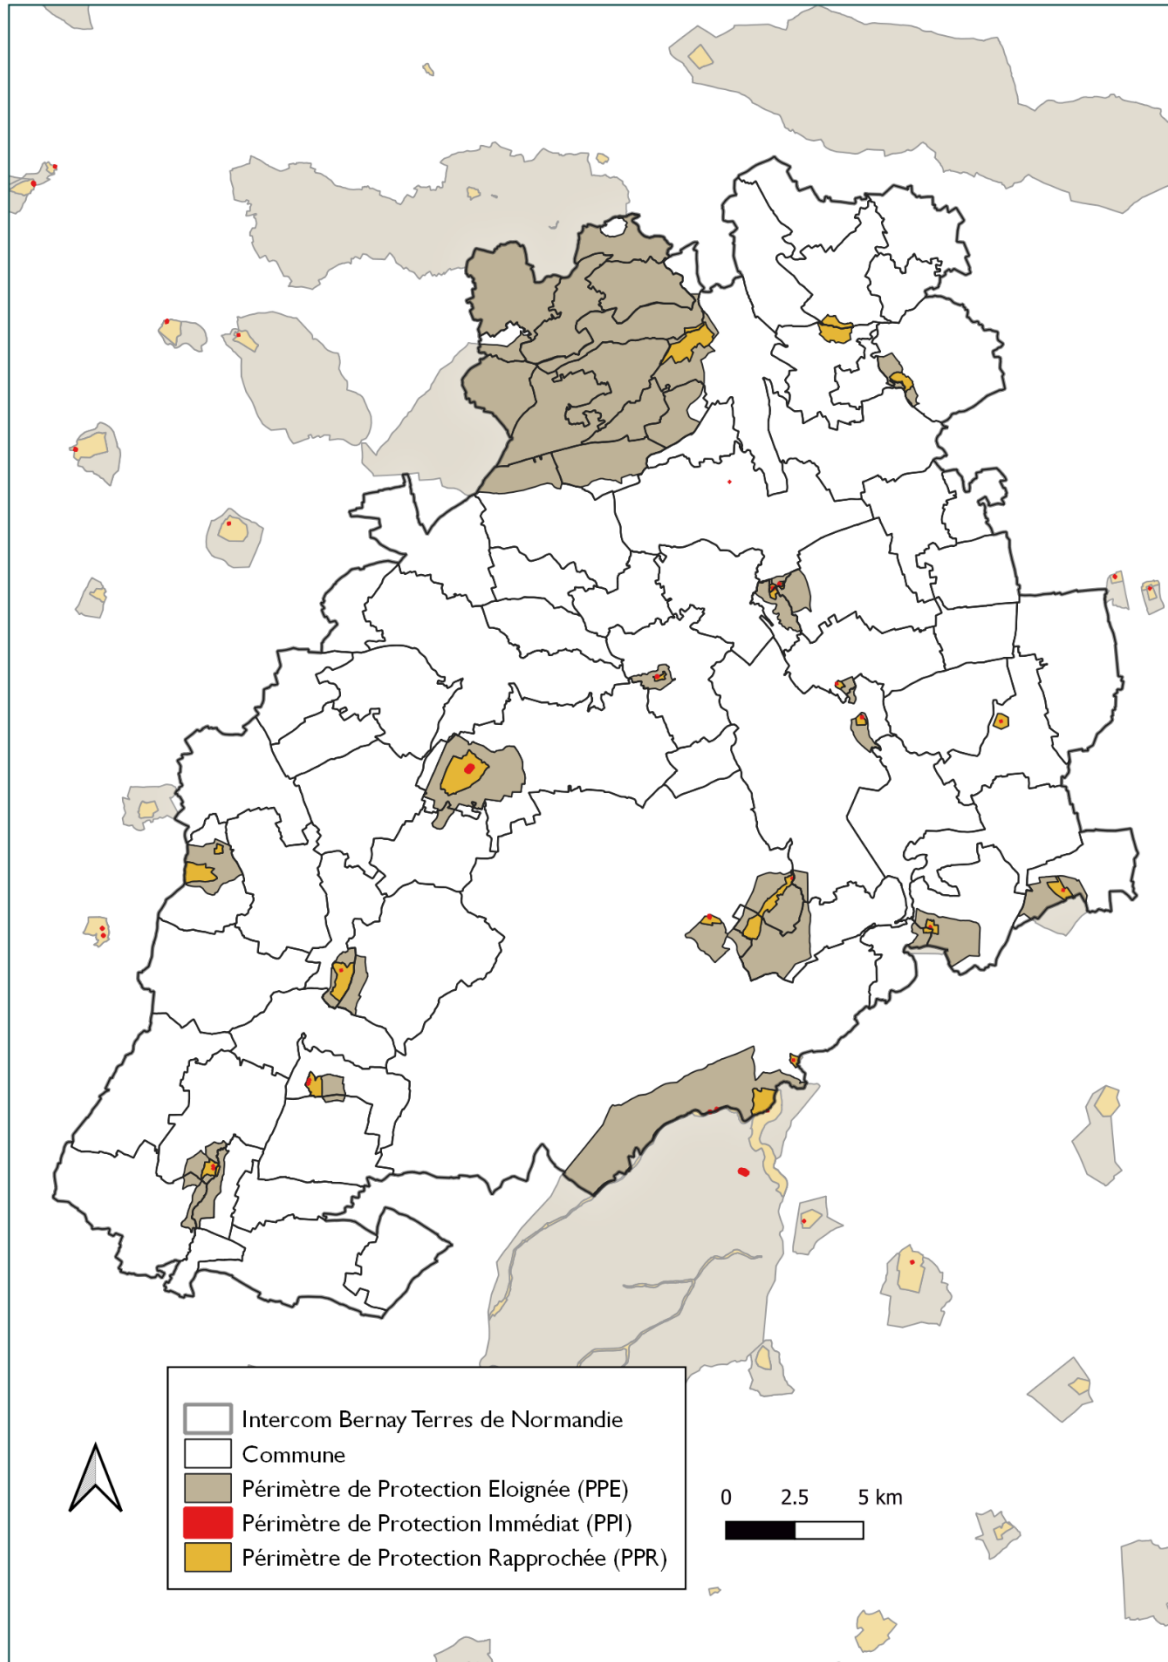 Intercom Bernay Terres de Normandie
Commune
Périmètre de Protection Eloignée (PPE)
Périmètre de Protection Immédiat (PPI)
Périmètre de Protection Rapprochée (PPR)
0 2.5 5 km